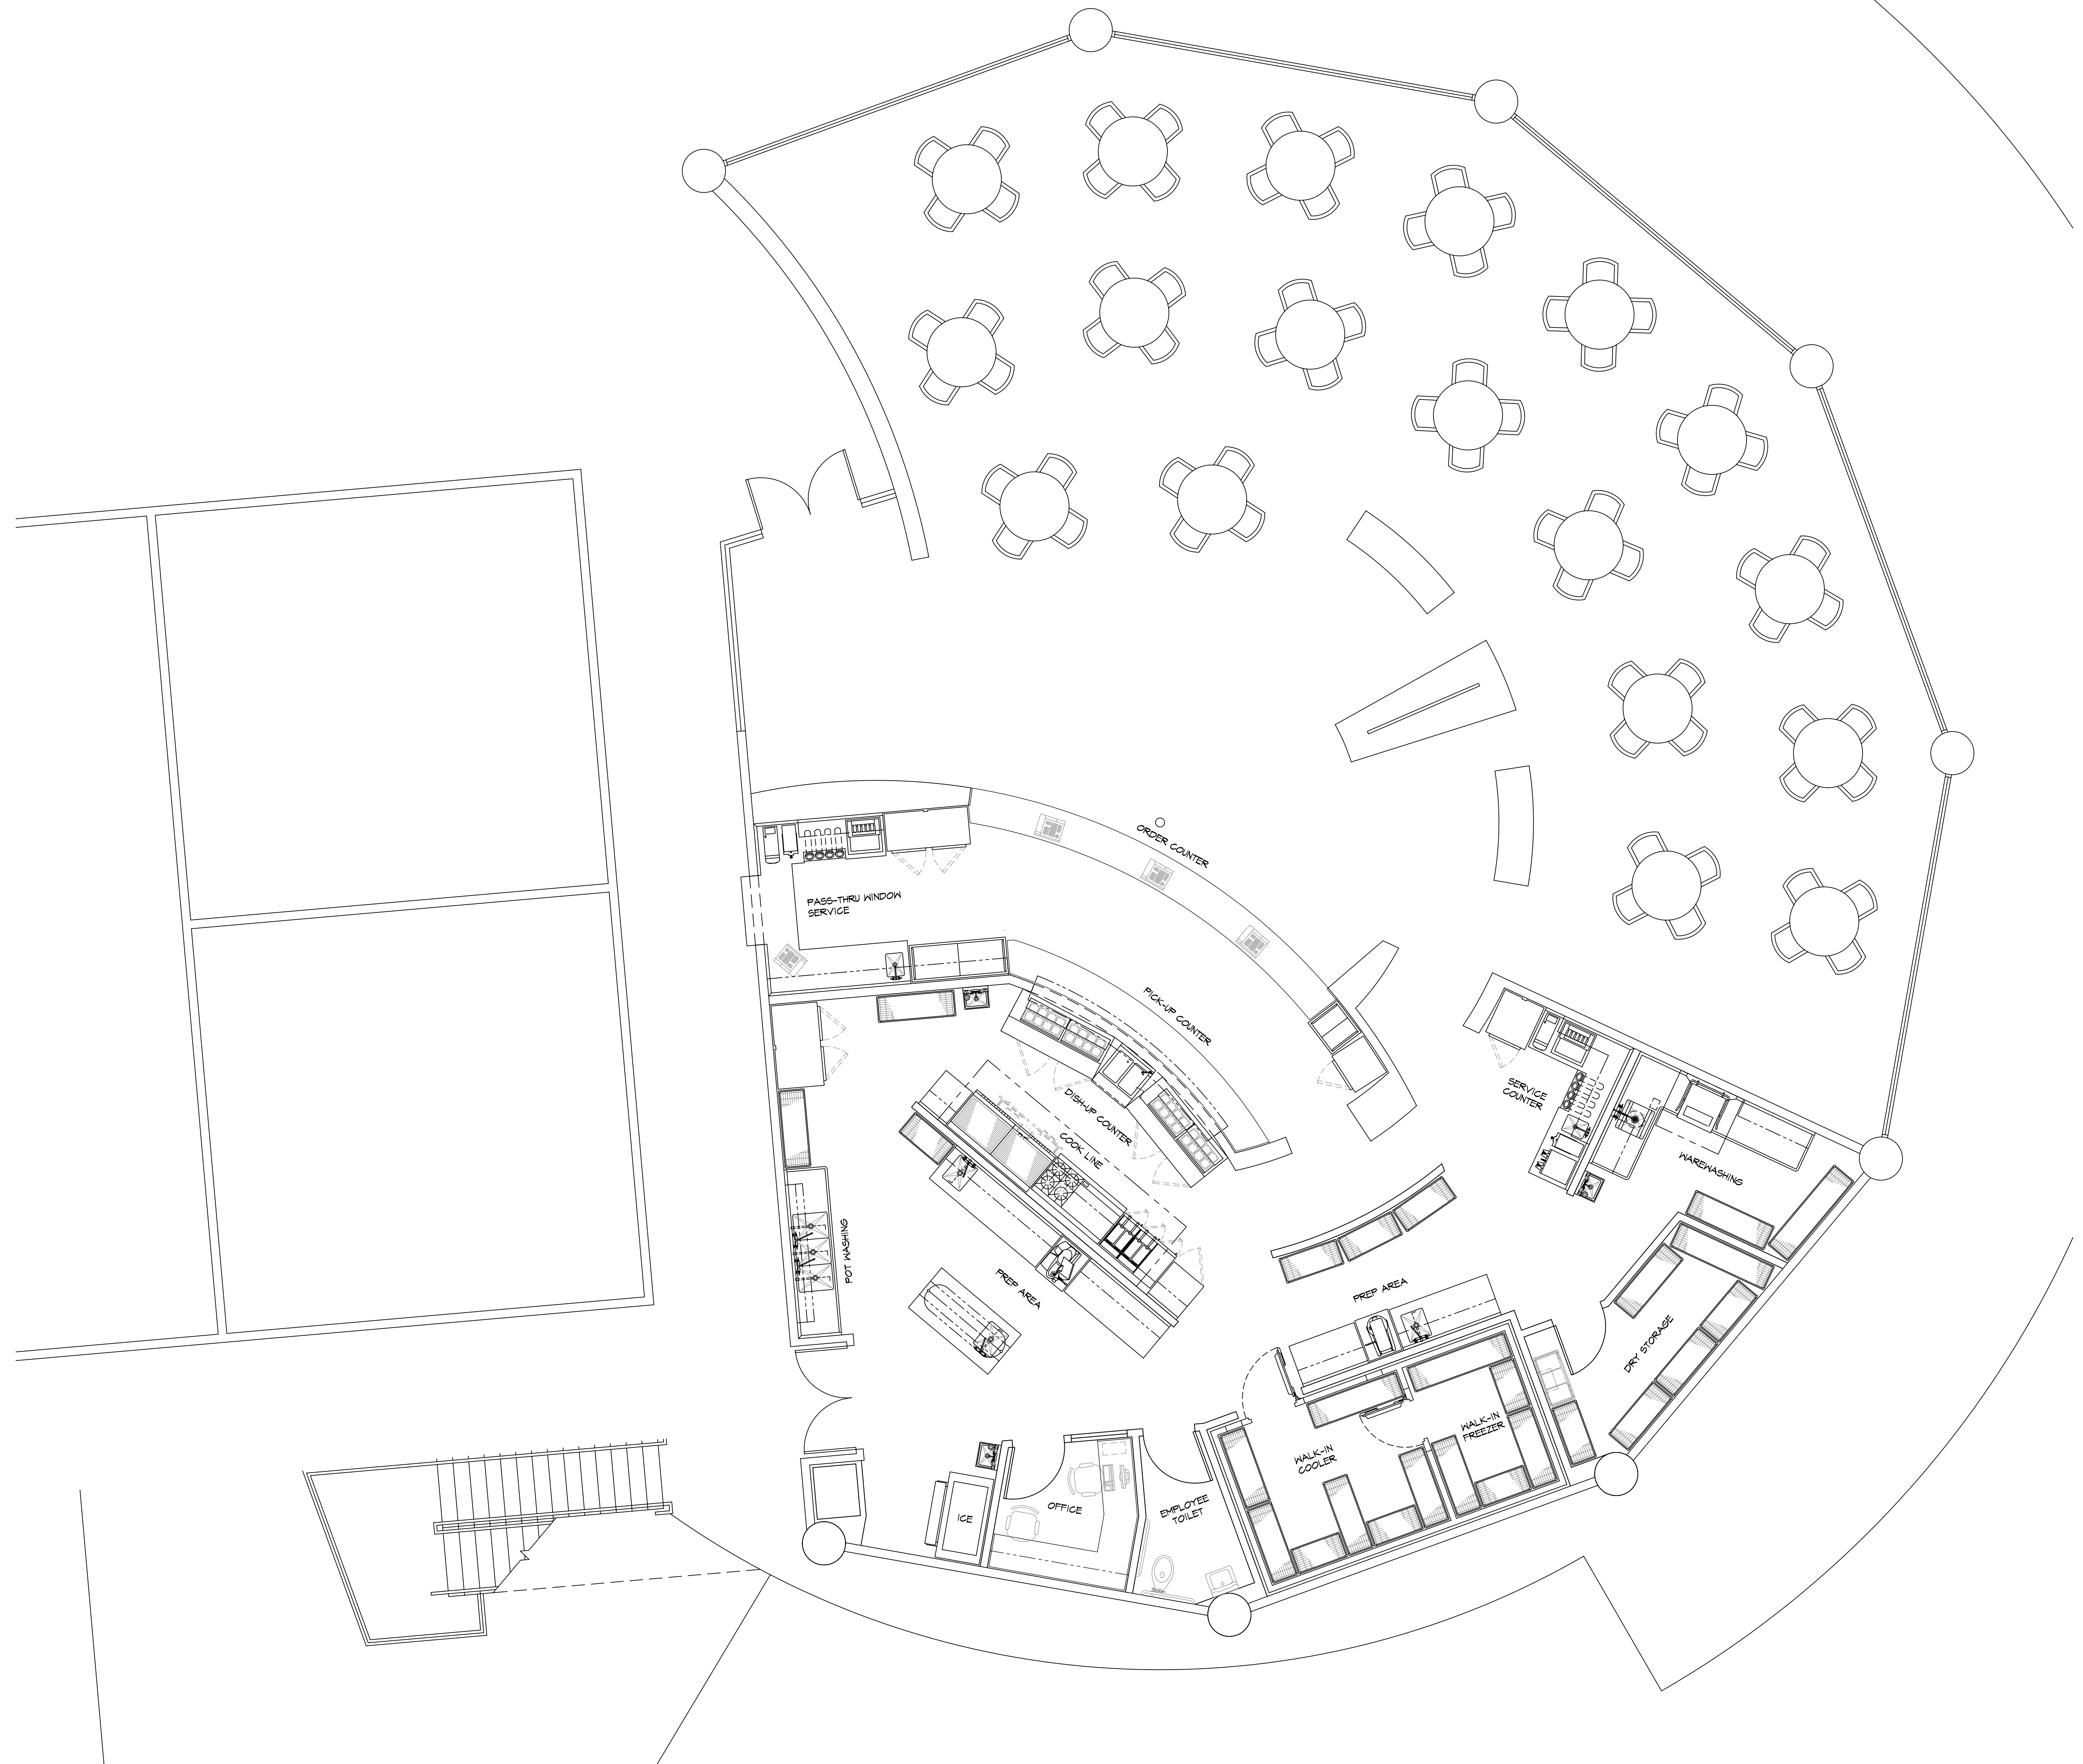 ORDER COUNTER
PASS-THRU WINDOW
SERVICE
PICK-UP COUNTER
DISH-UP COUNTER
COOK LINE
SERVICE
COUNTER
WAREWASHING
POT WASHING
PREP AREA
PREP AREA
DRY STORAGE
WALK-IN
COOLER
WALK-IN
FREEZER
ICE
OFFICE
EMPLOYEE
TOILET